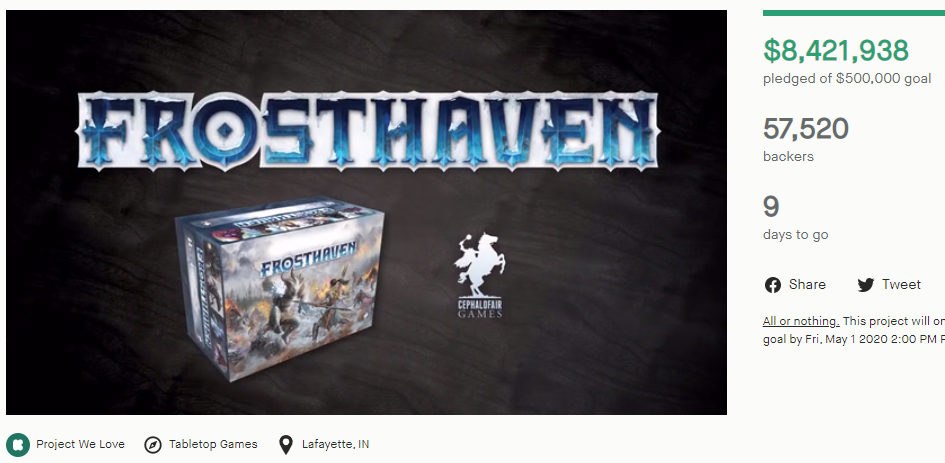 FROSTHAVEN
FROSTHAVEN
CEPHALOFAIR
GAMES
$8,421,938
pledged of $500,000 goal
57,520
backers
9
days to go
Share
Tweet
All or nothing. This project will on
goal by Fri, May 1 2020 2:00 PM P
Project We Love
Tabletop Games
Lafayette, IN